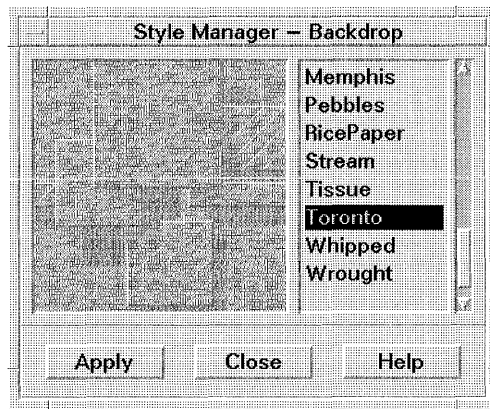 Style Manager – Backdrop
Memphis
Pebbles
RicePaper
Stream
Tissue
Toronto
Whipped
Wrought
Apply
Close
Help